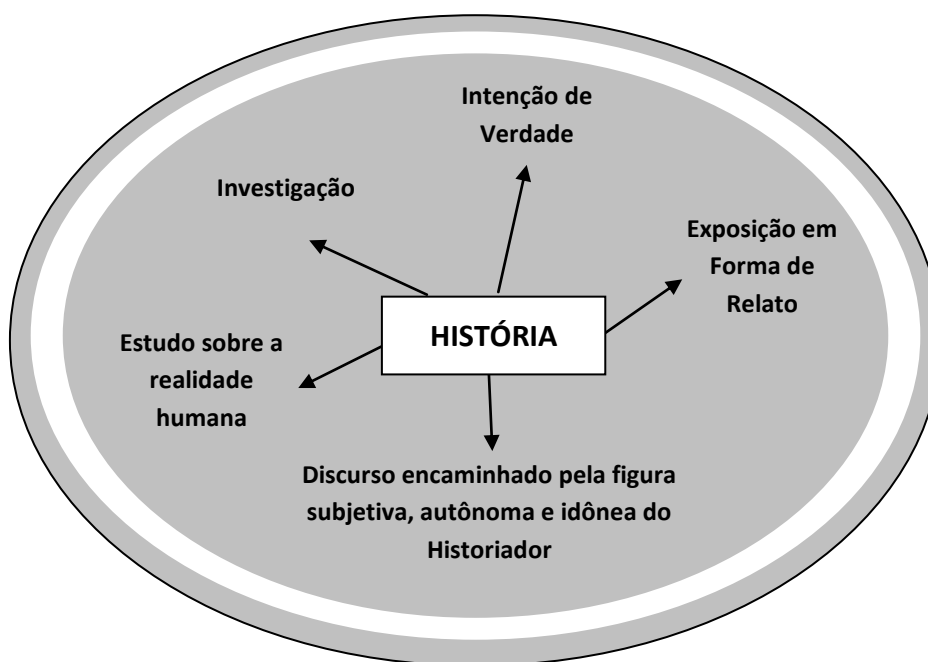 Intenção de
Verdade
Investigação
Exposição em
Forma de
Relato
HISTÓRIA
Estudo sobre a
realidade
humana
Discurso encaminhado pela figura
subjetiva, autônoma e idônea do
Historiador